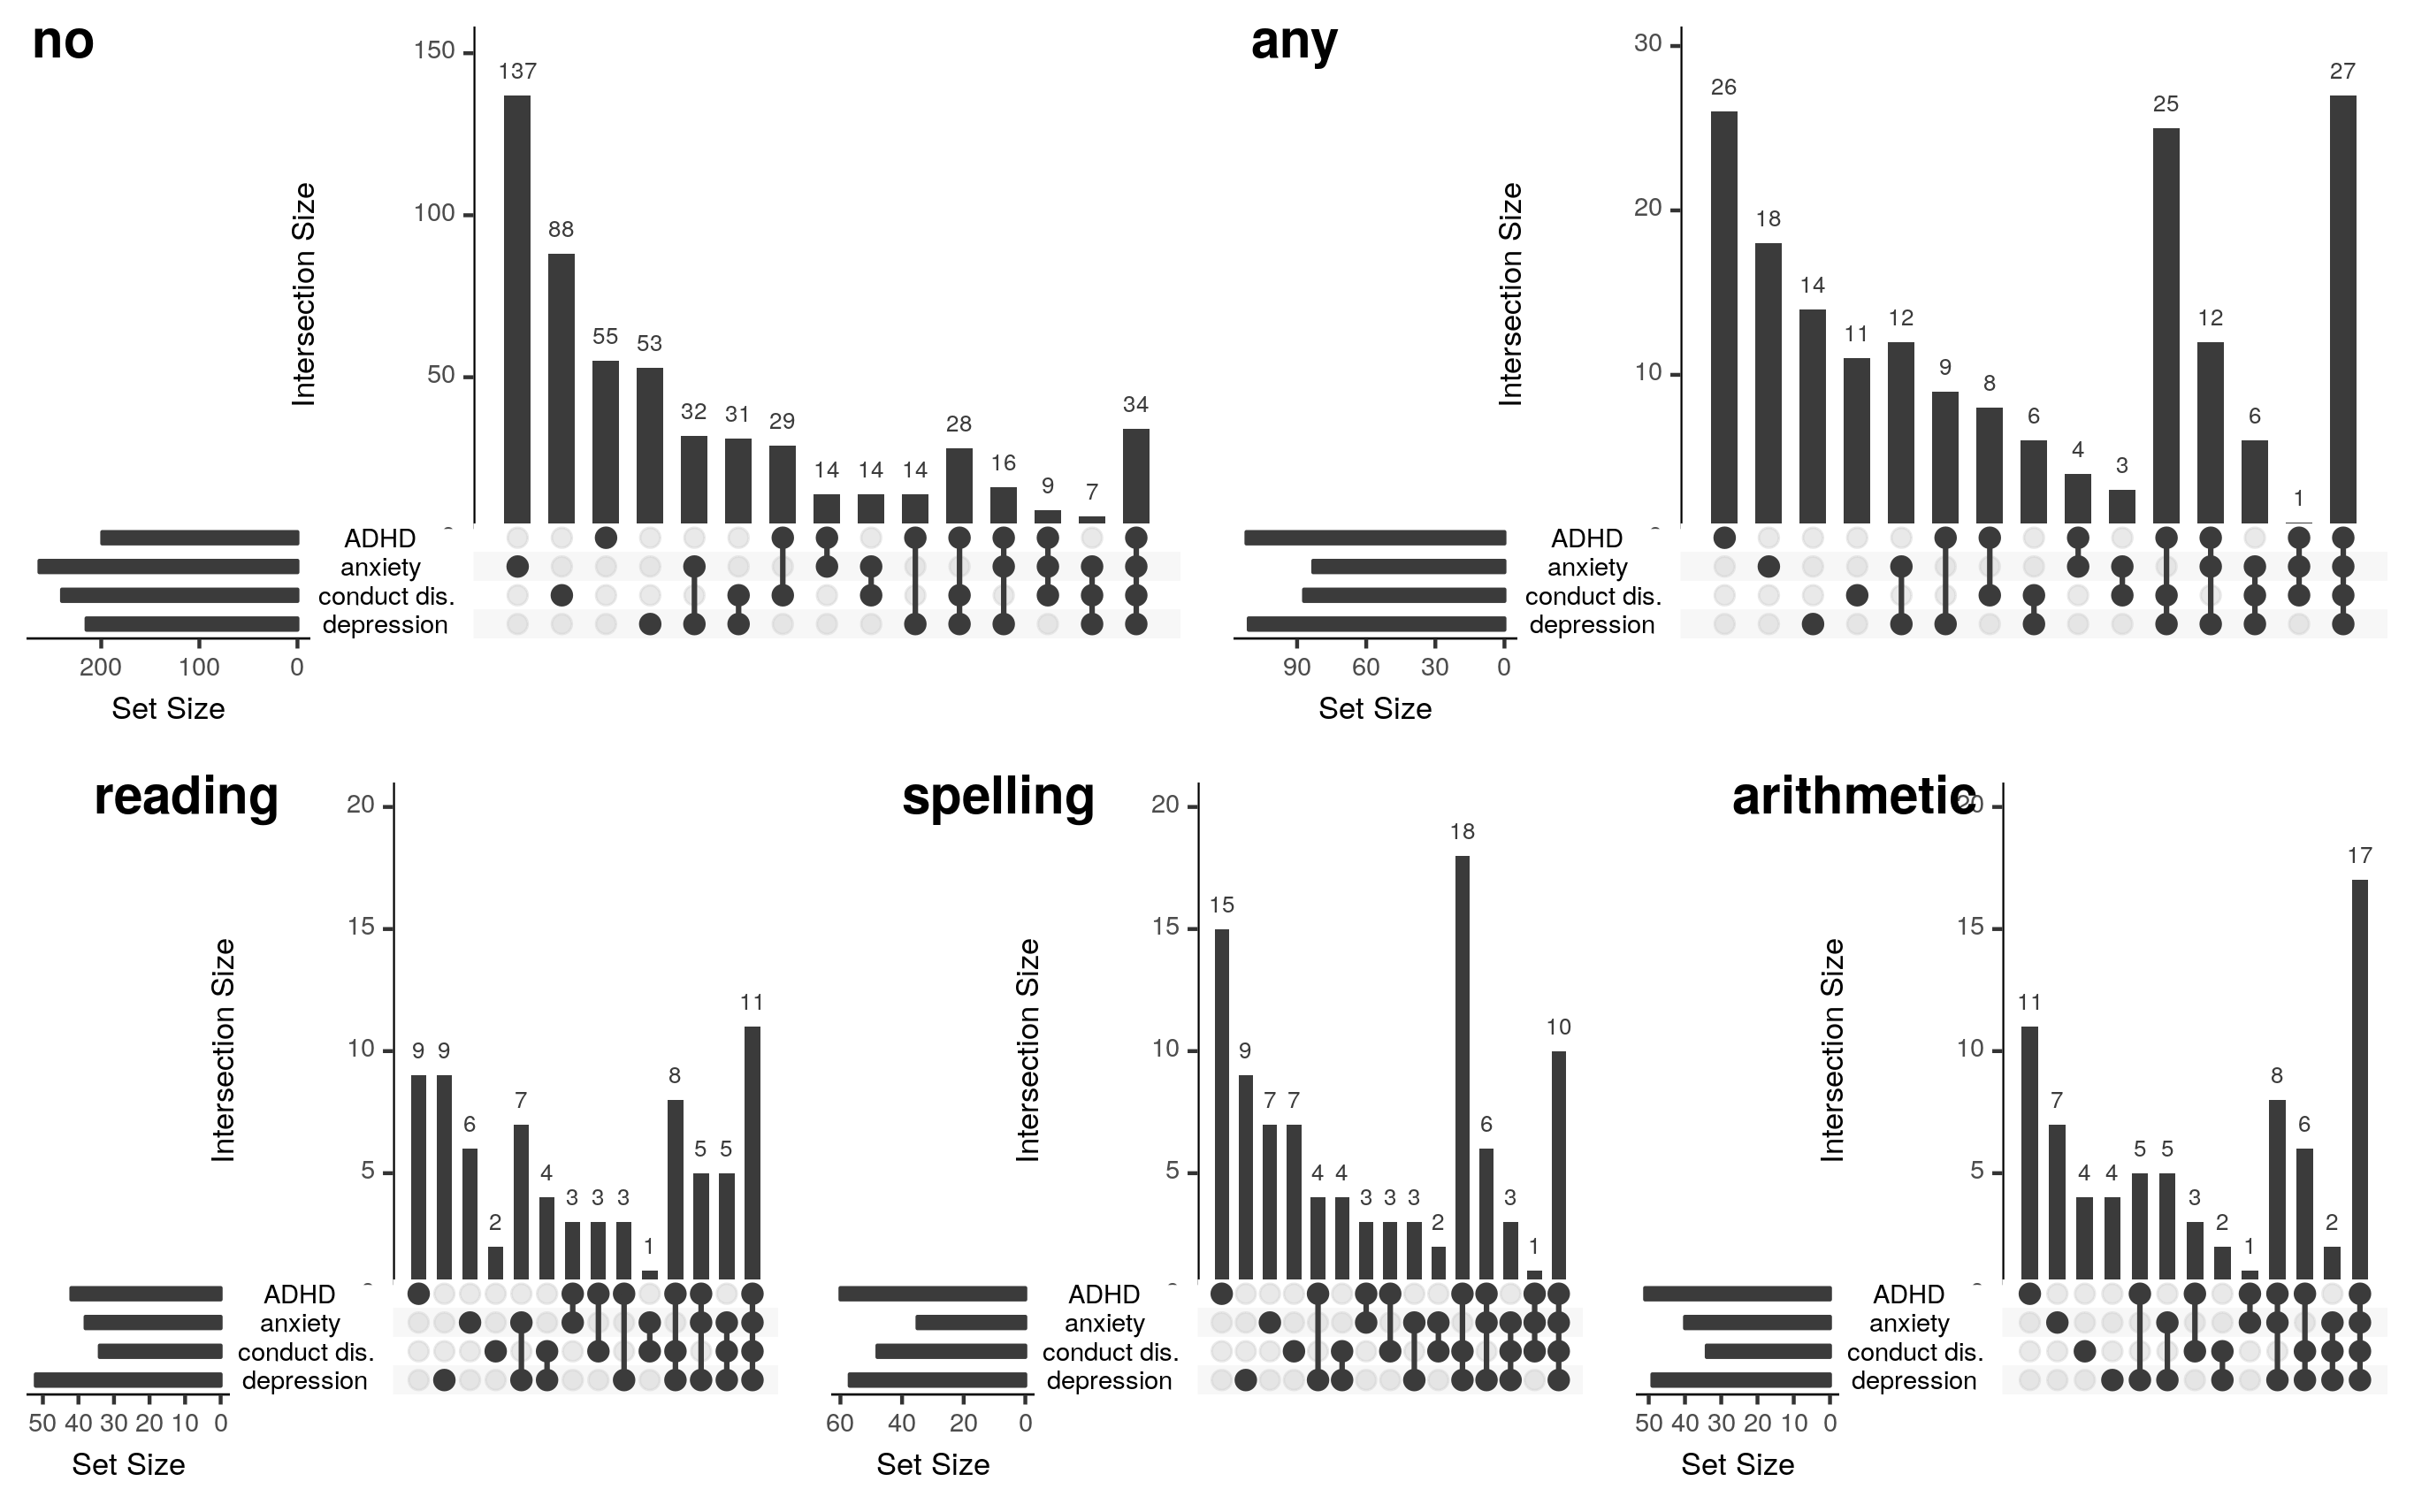 no
150
100
50
Intersection Size
137
88
55
53
32
31
29
14
14
14
28
16
9
7
34
ADHD
anxiety
conduct dis.
depression
200 100 0
Set Size
any
30
20
10
Intersection Size
26
18
14
11
12
9
8
6
4
3
25
12
6
1
27
ADHD
anxiety
conduct dis.
depression
90 60 30 0
Set Size
reading
20
15
10
5
Intersection Size
9
9
6
2
7
4
3
3
3
1
8
5
5
11
ADHD
anxiety
conduct dis.
depression
50 40 30 20 10 0
Set Size
spelling
20
15
10
5
Intersection Size
15
9
7
7
4
4
3
3
3
2
18
6
3
1
10
ADHD
anxiety
conduct dis.
depression
60 40 20 0
Set Size
arithmetic
20
15
10
5
Intersection Size
11
7
4
4
5
5
3
2
1
8
6
2
17
ADHD
anxiety
conduct dis.
depression
50 40 30 20 10 0
Set Size